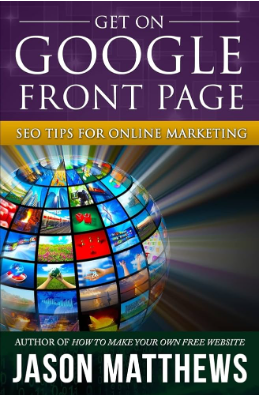 GET ON
GOOGLE
FRONT PAGE
SEO TIPS FOR ONLINE MARKETING
AUTHOR OF HOW TO MAKE YOUR OWN FREE WEBSITE
JASON MATTHEWS